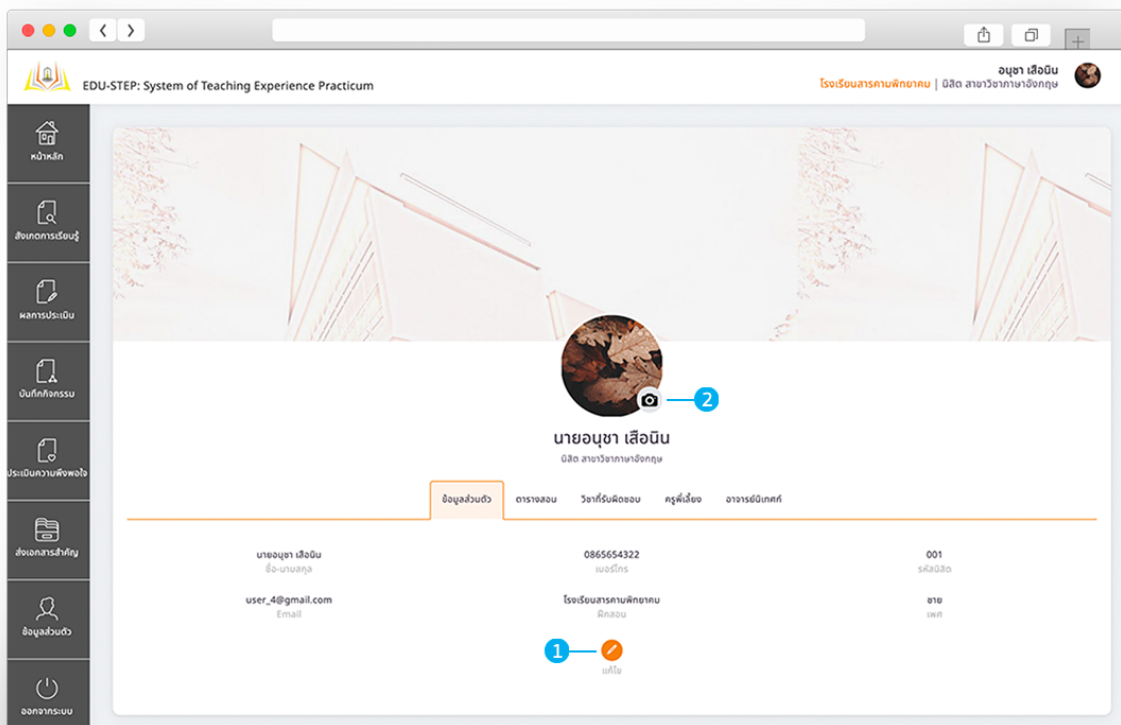 EDU-STEP: System of Teaching Experience Practicum
อนุชา เสือนิน
โรงเรียนสารคามพิทยาคม | นิสิต สาขาวิชาภาษาอังกฤษ
หน้าหลัก
สังเกตการเรียนรู้
ผลการประเมิน
บันทึกกิจกรรม
ประเมินความพึงพอใจ
ส่งเอกสารสำคัญ
ข้อมูลส่วนตัว
ออกจากระบบ
2
นายอนุชา เสือนิน
นิสิต สาขาวิชาภาษาอังกฤษ
ข้อมูลส่วนตัว ตารางสอน วิชาที่รับผิดชอบ ครูพี่เลี้ยง อาจารย์นิเทศก์
นายอนุชา เสือนิน 0865654322 001
ชื่อ-นามสกุล เบอร์โทร รหัสนิสิต
user_4@gmail.com โรงเรียนสารคามพิทยาคม ชาย
Email ฝึกสอน เพศ
1
แก้ไข